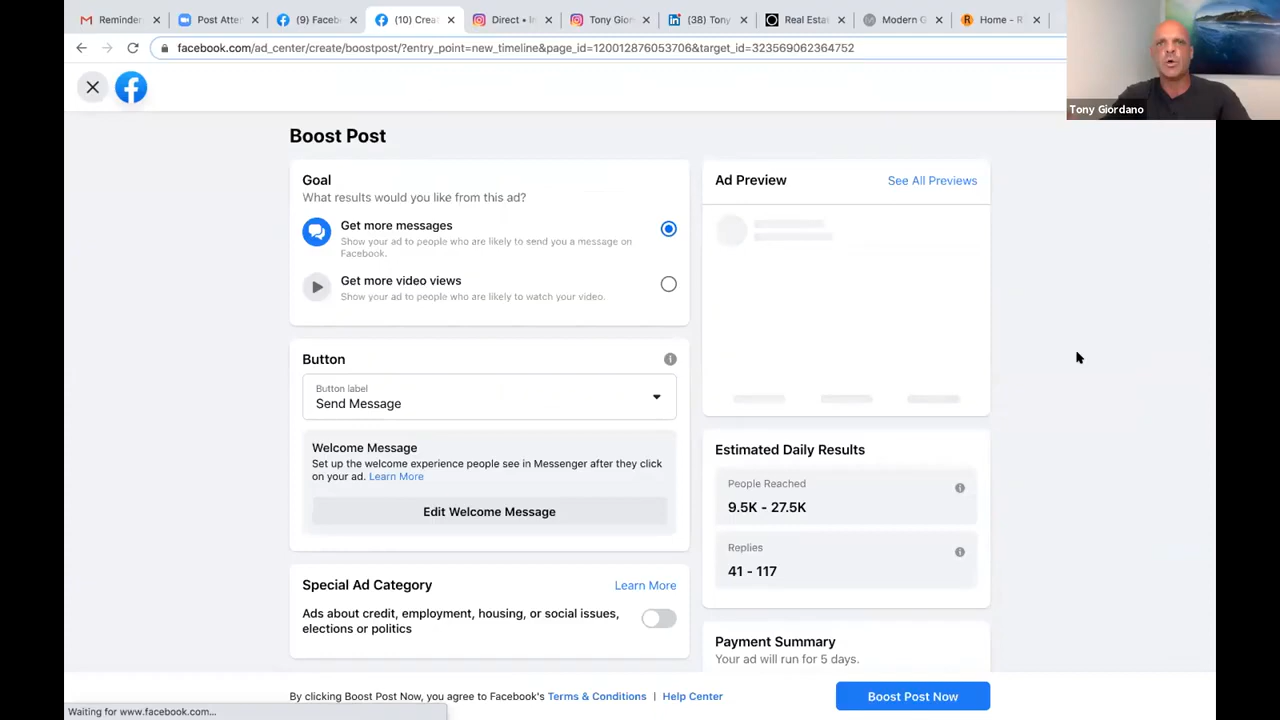 Reminder
Post Atter
(9) Faceb
(10) Crea
Direct • In
Tony Gior
(38) Tony
Real Esta
Modern G
Home - R
facebook.com/ad_center/create/boostpost/?entry_point=new_timeline&page_id=120012876053706&target_id=323569062364752
Tony Giordano
Boost Post
Goal
What results would you like from this ad?
Get more messages
Show your ad to people who are likely to send you a message on
Facebook.
Get more video views
Show your ad to people who are likely to watch your video.
Button
Button label
Send Message
Welcome Message
Set up the welcome experience people see in Messenger after they click
on your ad. Learn More
Edit Welcome Message
Special Ad Category
Learn More
Ads about credit, employment, housing, or social issues,
elections or politics
Ad Preview
See All Previews
Estimated Daily Results
People Reached
9.5K - 27.5K
Replies
41 - 117
Payment Summary
Your ad will run for 5 days.
By clicking Boost Post Now, you agree to Facebook's Terms & Conditions | Help Center
Boost Post Now
Waiting for www.facebook.com...